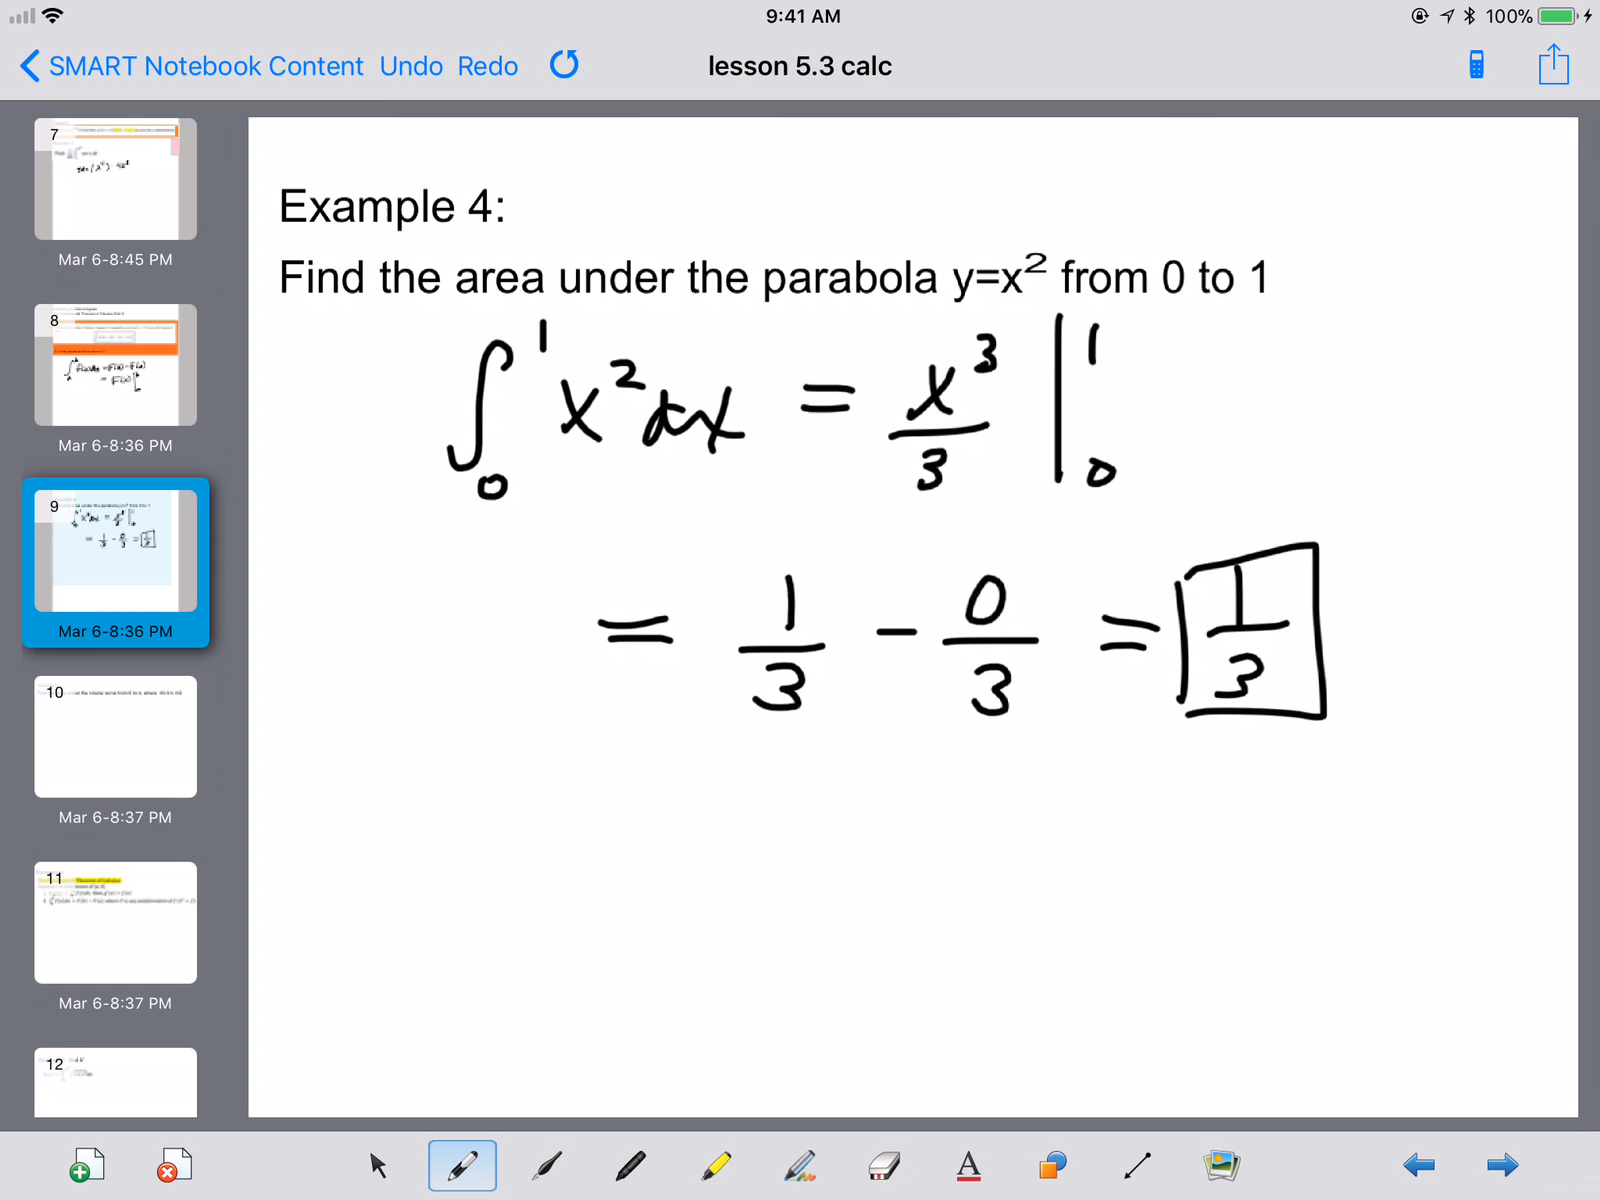 9:41 AM
100%
SMART Notebook Content Undo Redo
lesson 5.3 calc
7
Mar 6-8:45 PM
8
Mar 6-8:36 PM
9
Mar 6-8:36 PM
10
Mar 6-8:37 PM
11
Mar 6-8:37 PM
12
Example 4:
Find the area under the parabola y=x² from 0 to 1
∫₀¹ x² dx = x³/3 |₀¹
= 1/3 - 0/3 = 1/3
A